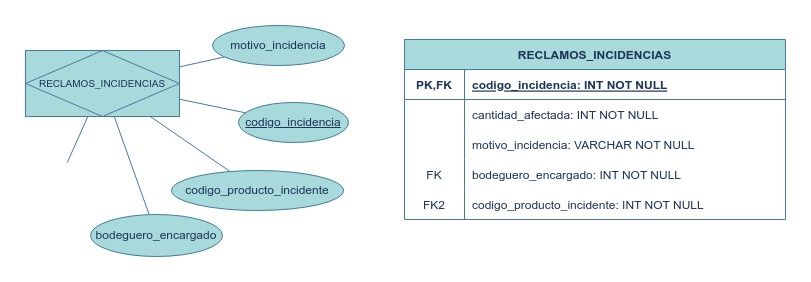 motivo_incidencia
RECLAMOS_INCIDENCIAS
codigo_incidencia
codigo_producto_incidente
bodeguero_encargado
RECLAMOS_INCIDENCIAS
PK,FK codigo_incidencia: INT NOT NULL
cantidad_afectada: INT NOT NULL
motivo_incidencia: VARCHAR NOT NULL
FK bodeguero_encargado: INT NOT NULL
FK2 codigo_producto_incidente: INT NOT NULL